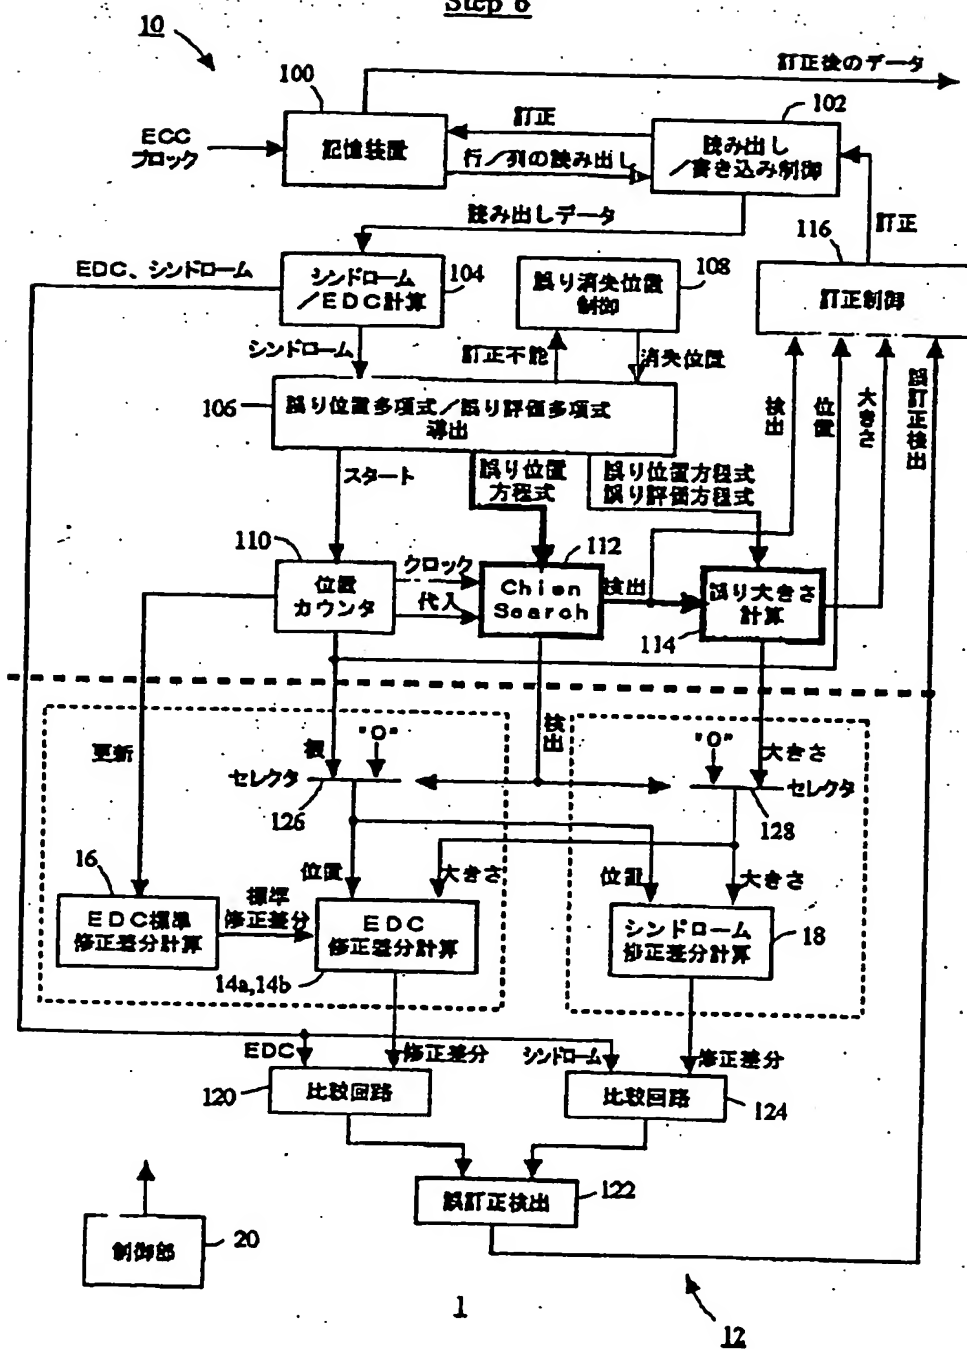 Step 6
10
訂正後のデータ
100
102
ECC
ブロック
記憶装置
訂正
行/列の読み出し
読み出し
/書き込み制御
読み出しデータ
116
訂正
EDC、シンドローム
シンドローム
/EDC計算
104
誤り消失位置
制御
108
訂正制御
シンドローム
訂正不能
消失位置
106
誤り位置多項式/誤り評価多項式
導出
検出
位置
大きさ
誤訂正検出
スタート
誤り位置
方程式
誤り位置方程式
誤り評価方程式
110
位置
カウンタ
クロック
代入
112
Chien
Search
検出
誤り大きさ
計算
114
更新
"0"
根
セレクタ
126
検出
"0"
大きさ
セレクタ
128
位置
大きさ
位置
大きさ
16
EDC標準
修正差分計算
標準
修正差分
EDC
修正差分計算
14a,14b
シンドローム
修正差分計算
18
EDC
修正差分
シンドローム
修正差分
120
比較回路
比較回路
124
誤訂正検出
122
制御部
20
1
12